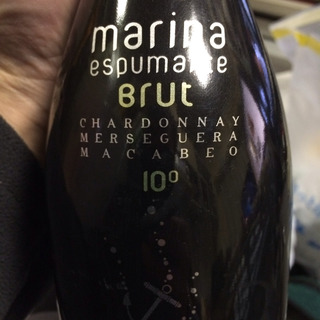 marina
espumante
Brut
CHARDONNAY
MERSEGUERA
MACABEO
10º